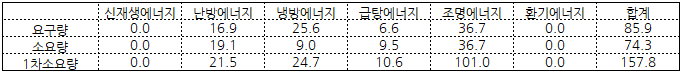 신재생에너지 난방에너지 냉방에너지 급탕에너지 조명에너지 환기에너지 합계
요구량 0.0 16.9 25.6 6.6 36.7 0.0 85.9
소요량 0.0 19.1 9.0 9.5 36.7 0.0 74.3
1차소요량 0.0 21.5 24.7 10.6 101.0 0.0 157.8